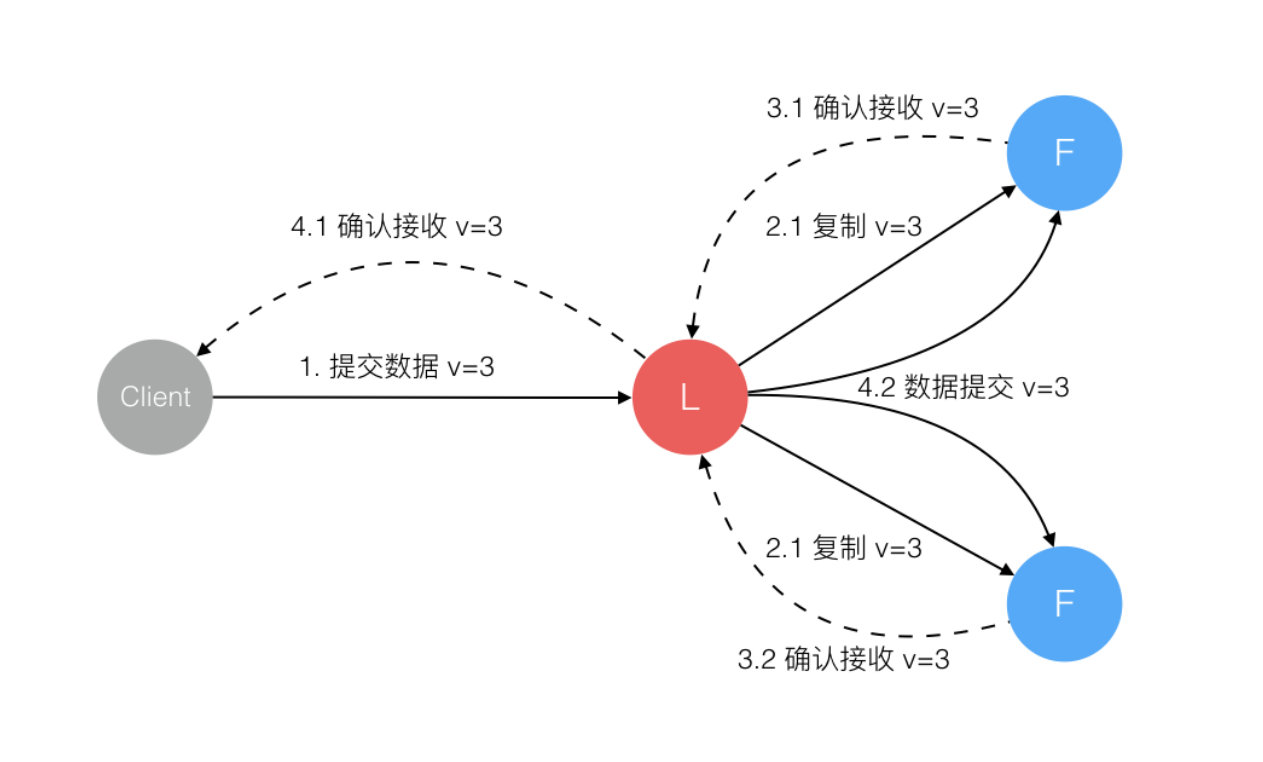 3.1 确认接收 v=3
F
4.1 确认接收 v=3
2.1 复制 v=3
1. 提交数据 v=3
Client
L
4.2 数据提交 v=3
2.1 复制 v=3
F
3.2 确认接收 v=3